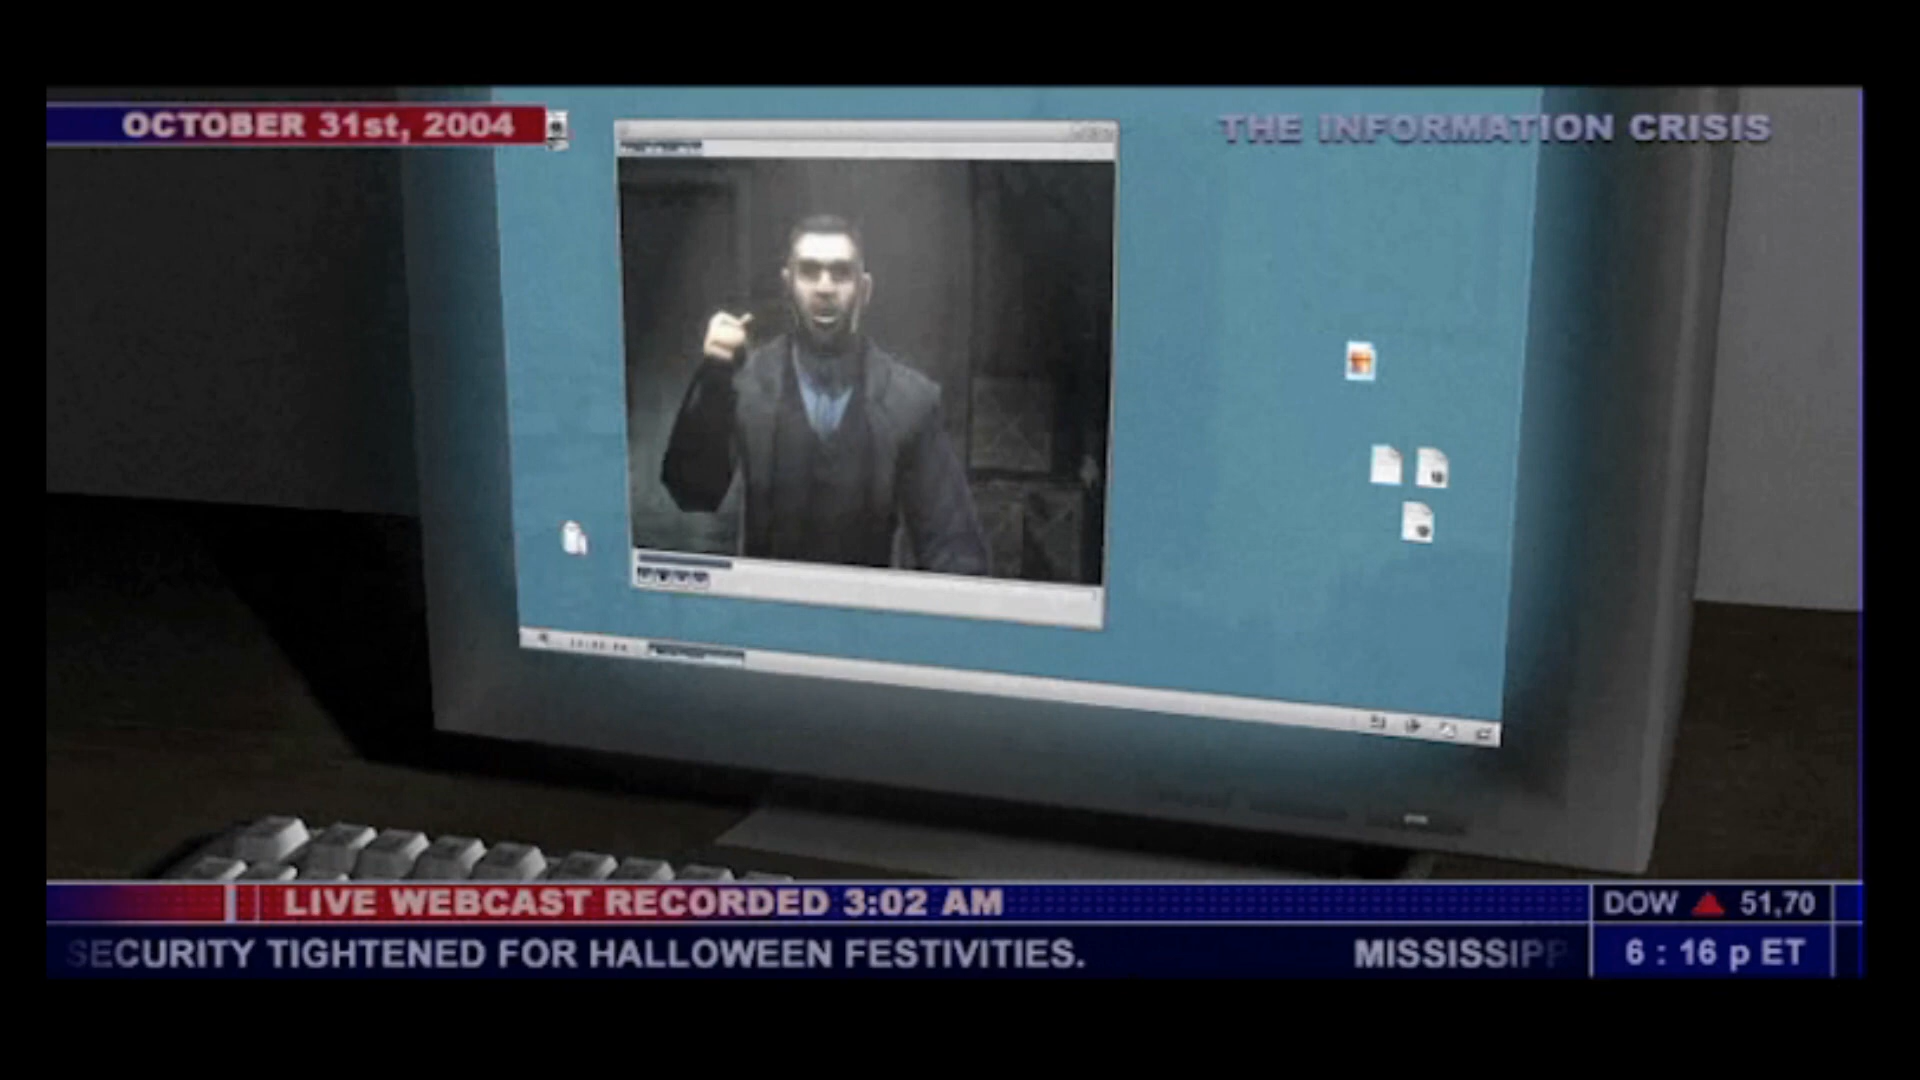 OCTOBER 31st, 2004
THE INFORMATION CRISIS
LIVE WEBCAST RECORDED 3:02 AM
DOW 51,70
SECURITY TIGHTENED FOR HALLOWEEN FESTIVITIES. MISSISSIPP
6 : 16 p ET